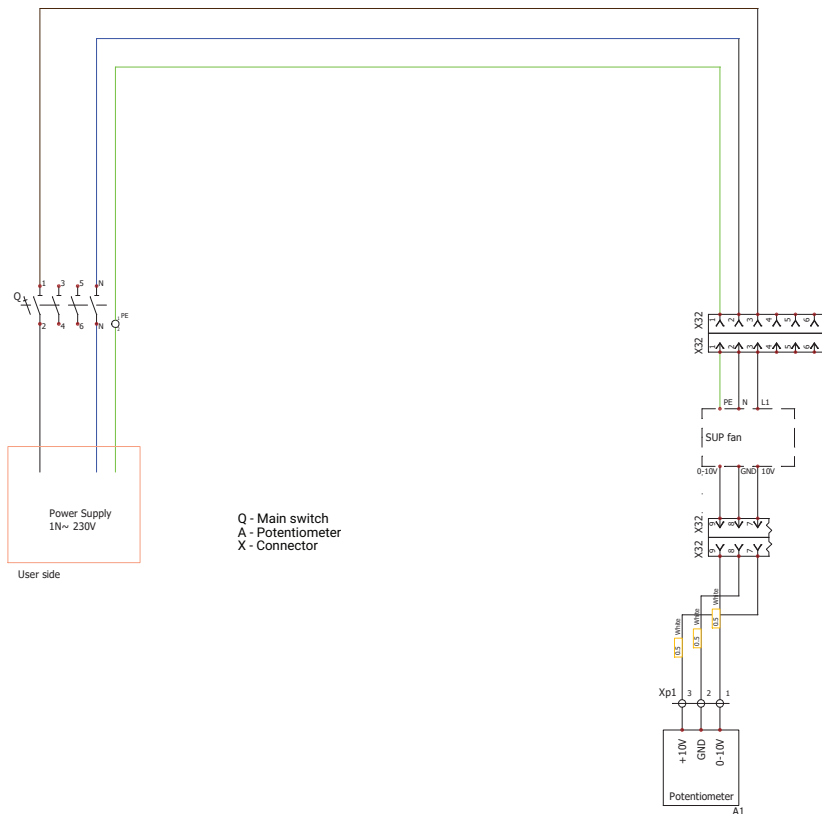 1 3 5 N
Q
2 4 6 N
PE
X32 1 2 3 4 5 6
X32 1 2 3 4 5 6
PE N L1
SUP fan
0-10V GND 10V
X32 9 8 7
X32 9 8 7
Power Supply
1N~ 230V
User side
Q - Main switch
A - Potentiometer
X - Connector
White
White
White
0.5
0.5
0.5
Xp1 3 2 1
+10V GND 0-10V
Potentiometer
A1